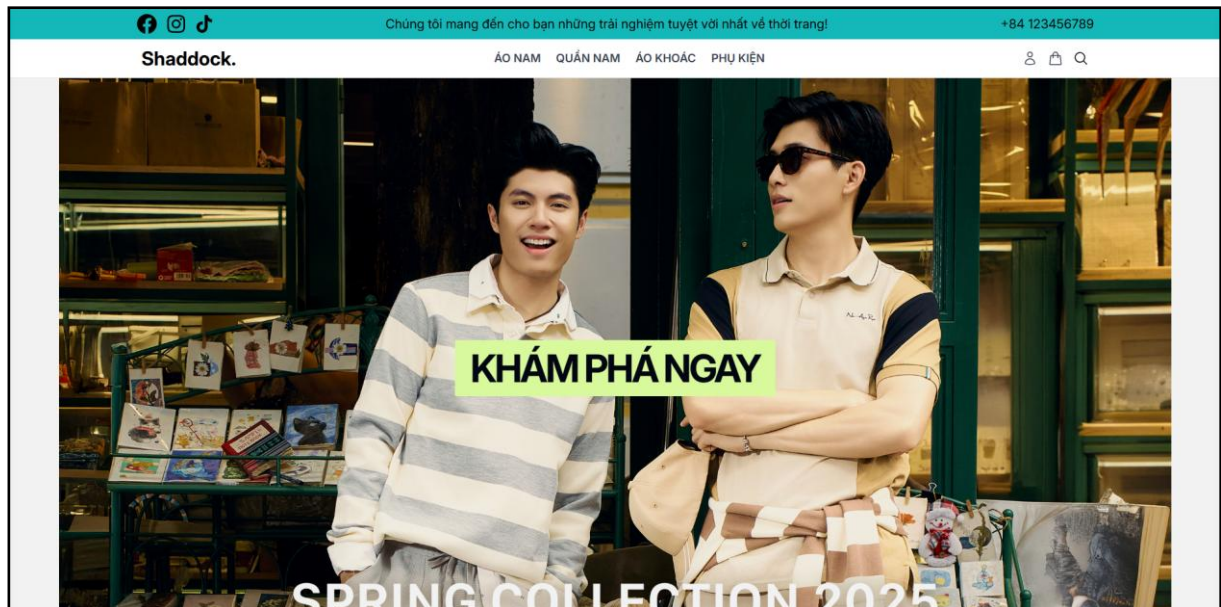 Chúng tôi mang đến cho bạn những trải nghiệm tuyệt vời nhất về thời trang!
+84 123456789
Shaddock.
ÁO NAM QUẦN NAM ÁO KHOÁC PHỤ KIỆN
KHÁM PHÁ NGAY
SPRING COLLECTION 2025